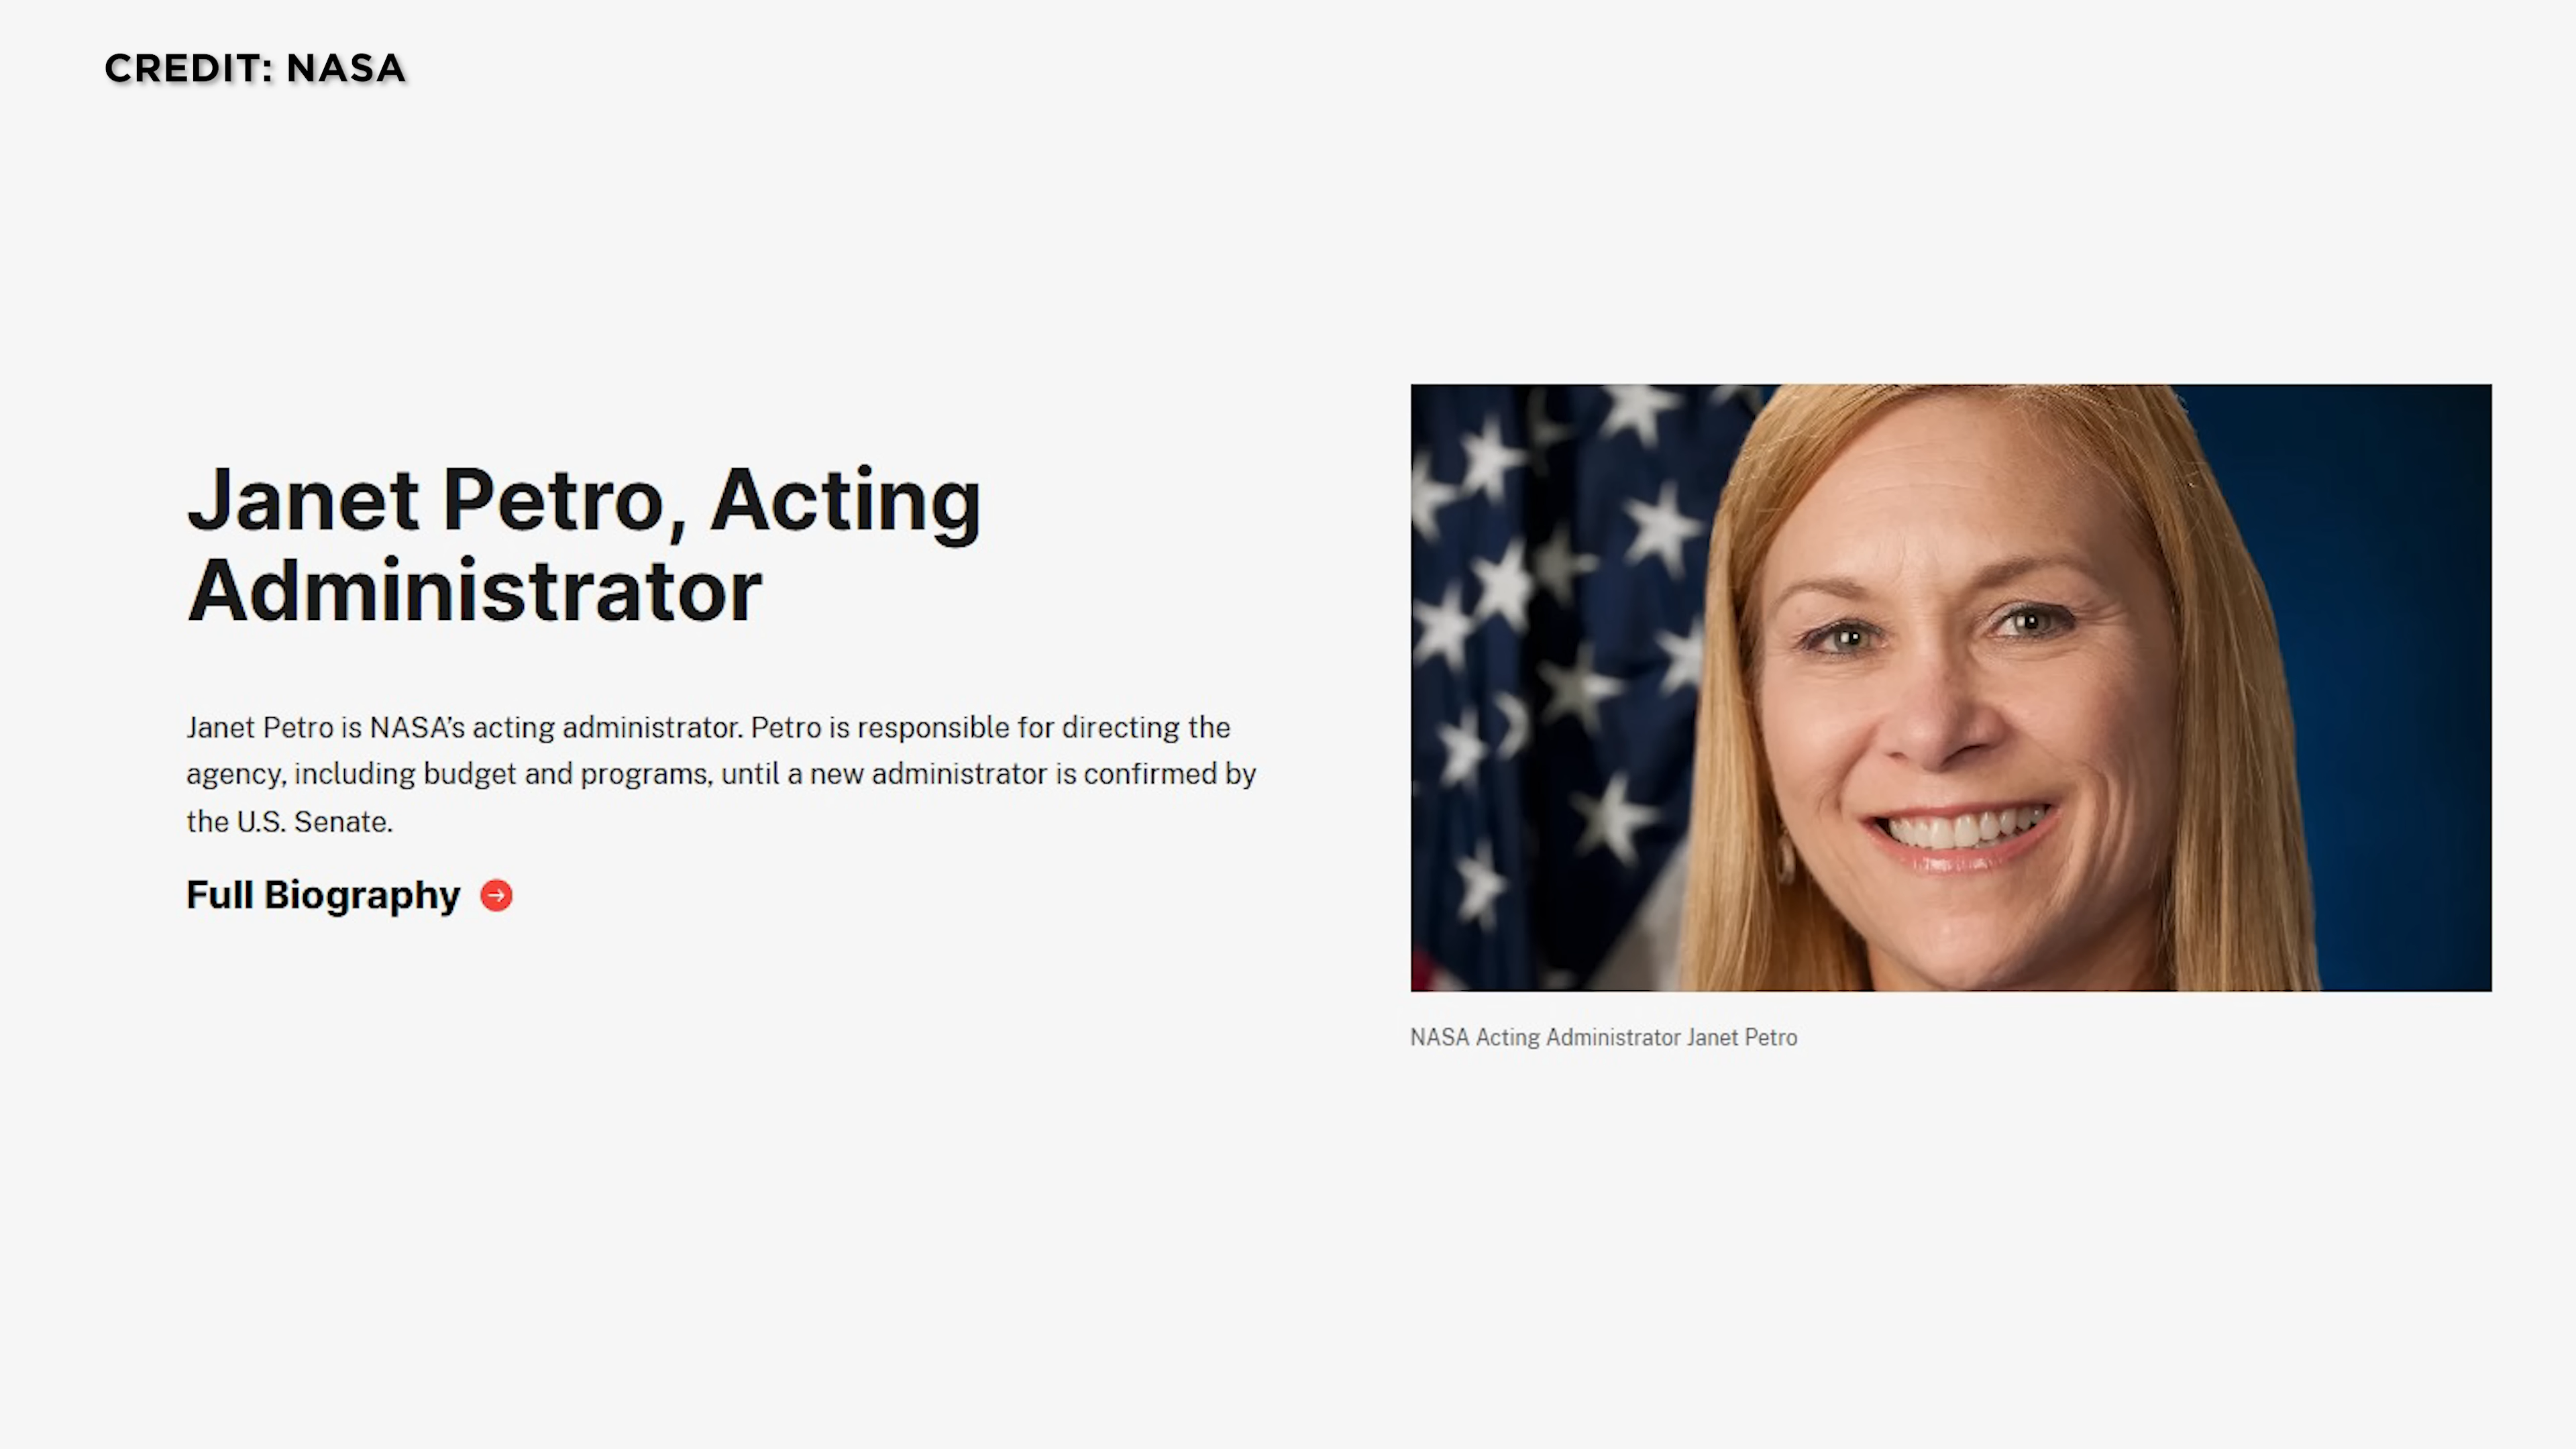 CREDIT: NASA
Janet Petro, Acting
Administrator
Janet Petro is NASA’s acting administrator. Petro is responsible for directing the
agency, including budget and programs, until a new administrator is confirmed by
the U.S. Senate.
Full Biography
NASA Acting Administrator Janet Petro